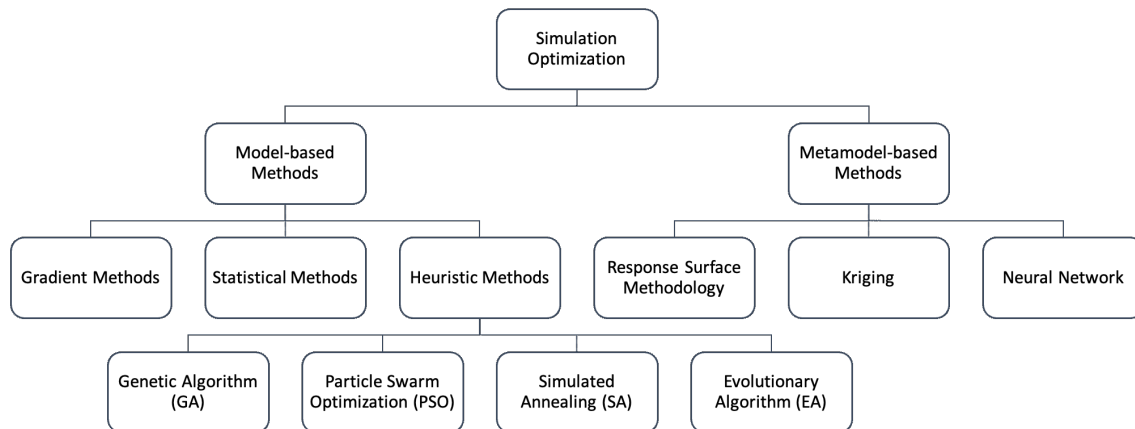 Simulation
Optimization
Model-based
Methods
Metamodel-based
Methods
Gradient Methods
Statistical Methods
Heuristic Methods
Response Surface
Methodology
Kriging
Neural Network
Genetic Algorithm
(GA)
Particle Swarm
Optimization (PSO)
Simulated
Annealing (SA)
Evolutionary
Algorithm (EA)